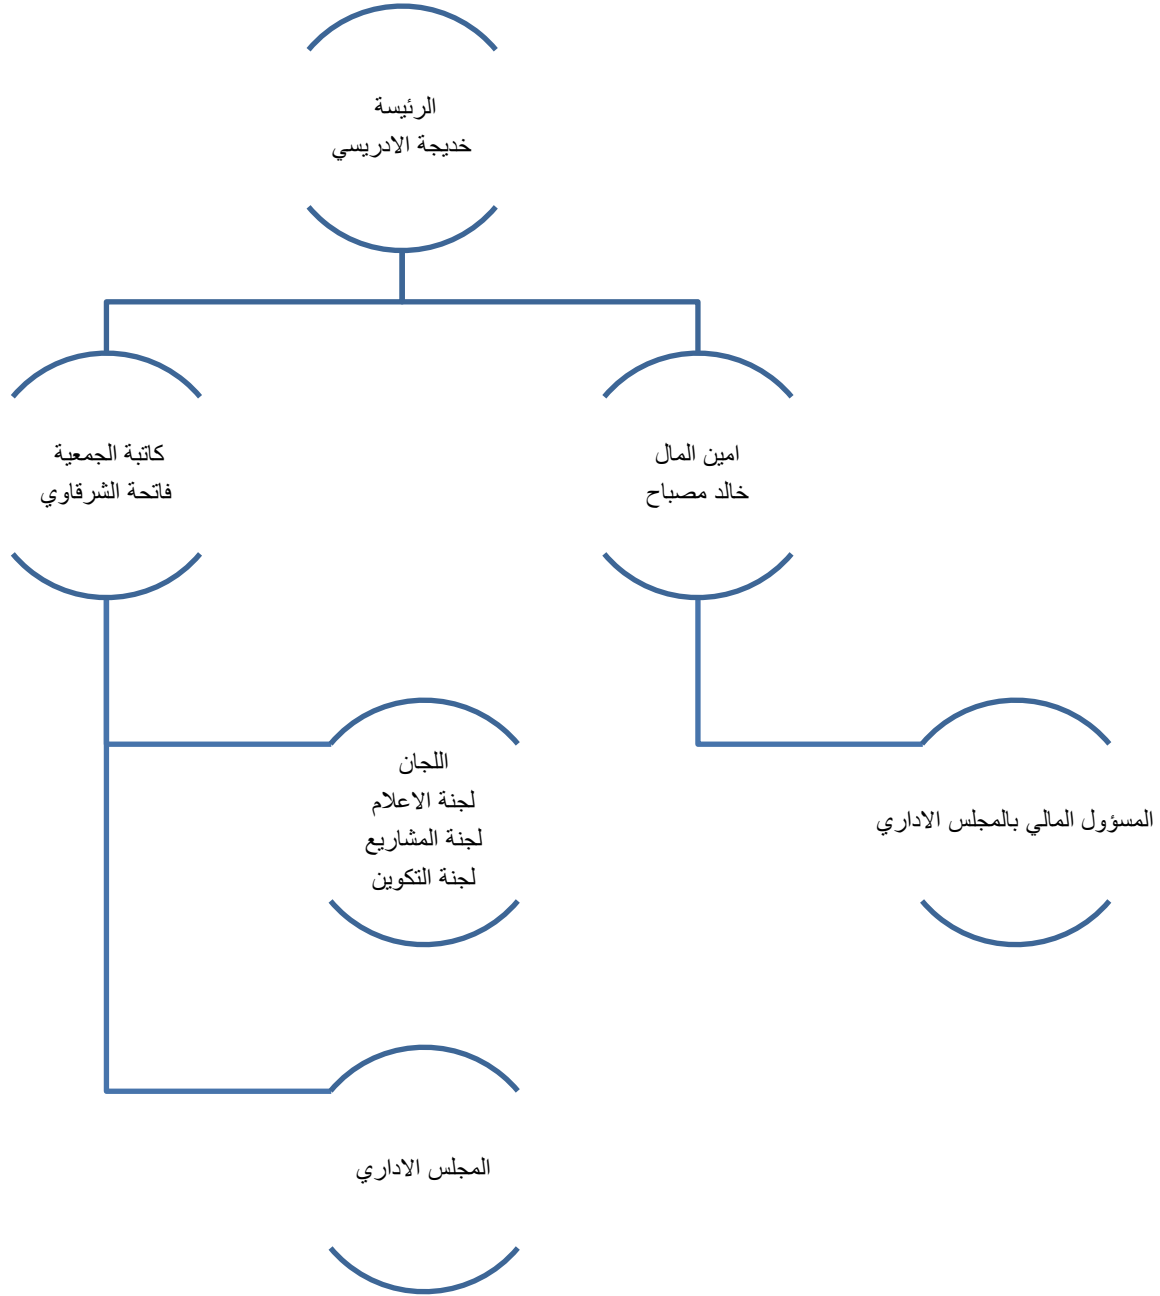 الرئيسة
خديجة الادريسي
امين المال
خالد مصباح
كاتبة الجمعية
فاتحة الشرقاوي
اللجان
لجنة الاعلام
لجنة المشاريع
لجنة التكوين
المسؤول المالي بالمجلس الاداري
المجلس الاداري